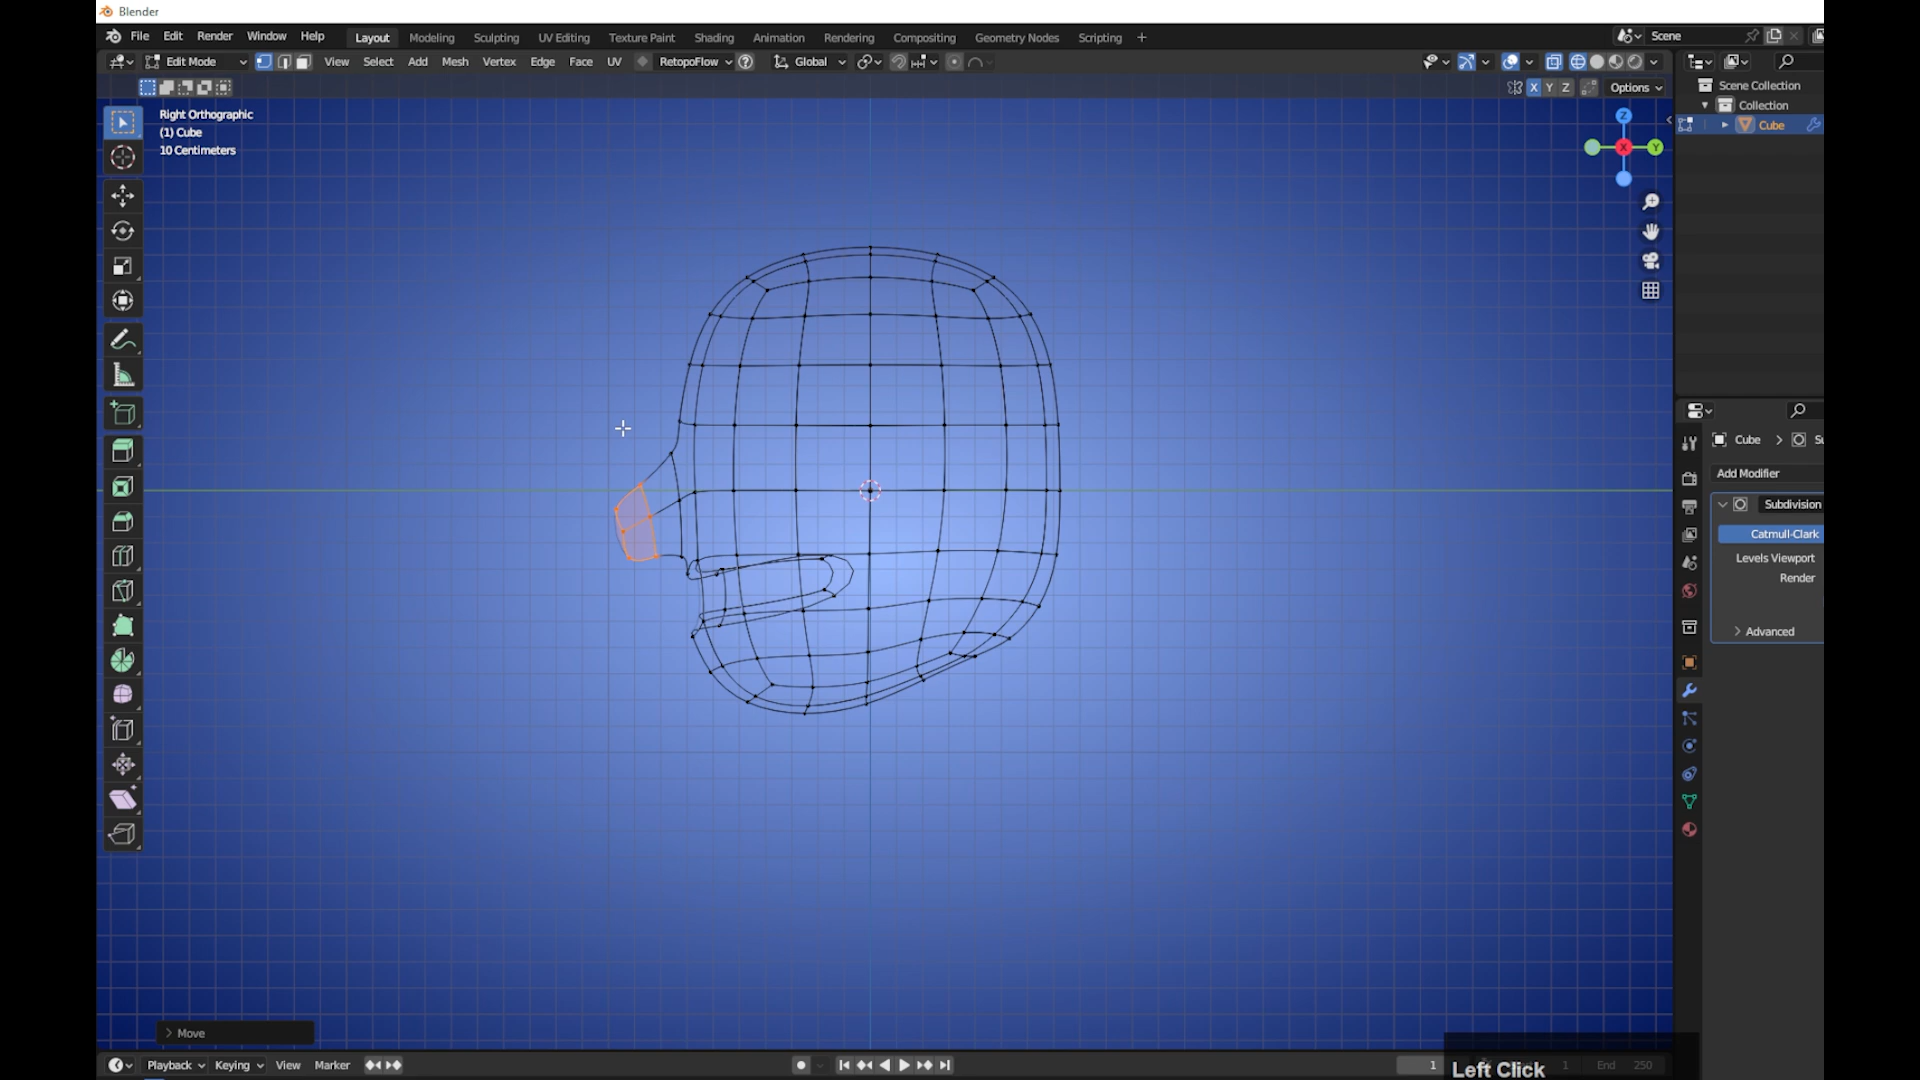 Blender
File Edit Render Window Help Layout Modeling Sculpting UV Editing Texture Paint Shading Animation Rendering Compositing Geometry Nodes Scripting + Scene
Edit Mode View Select Add Mesh Vertex Edge Face UV RetopoFlow Global
X Y Z Options
Scene Collection
Collection
Cube
Right Orthographic
(1) Cube
10 Centimeters
Z
X Y
Cube > Su
Add Modifier
Subdivision
Catmull-Clark
Levels Viewport
Render
Advanced
Move
Playback Keying View Marker 1 1 End 250
Left Click